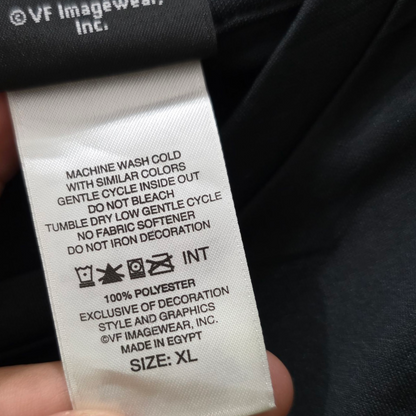 ©VF Imagewear,
Inc.
MACHINE WASH COLD
WITH SIMILAR COLORS
GENTLE CYCLE INSIDE OUT
DO NOT BLEACH
TUMBLE DRY LOW GENTLE CYCLE
NO FABRIC SOFTENER
DO NOT IRON DECORATION
INT
100% POLYESTER
EXCLUSIVE OF DECORATION
STYLE AND GRAPHICS
©VF IMAGEWEAR, INC.
MADE IN EGYPT
SIZE: XL